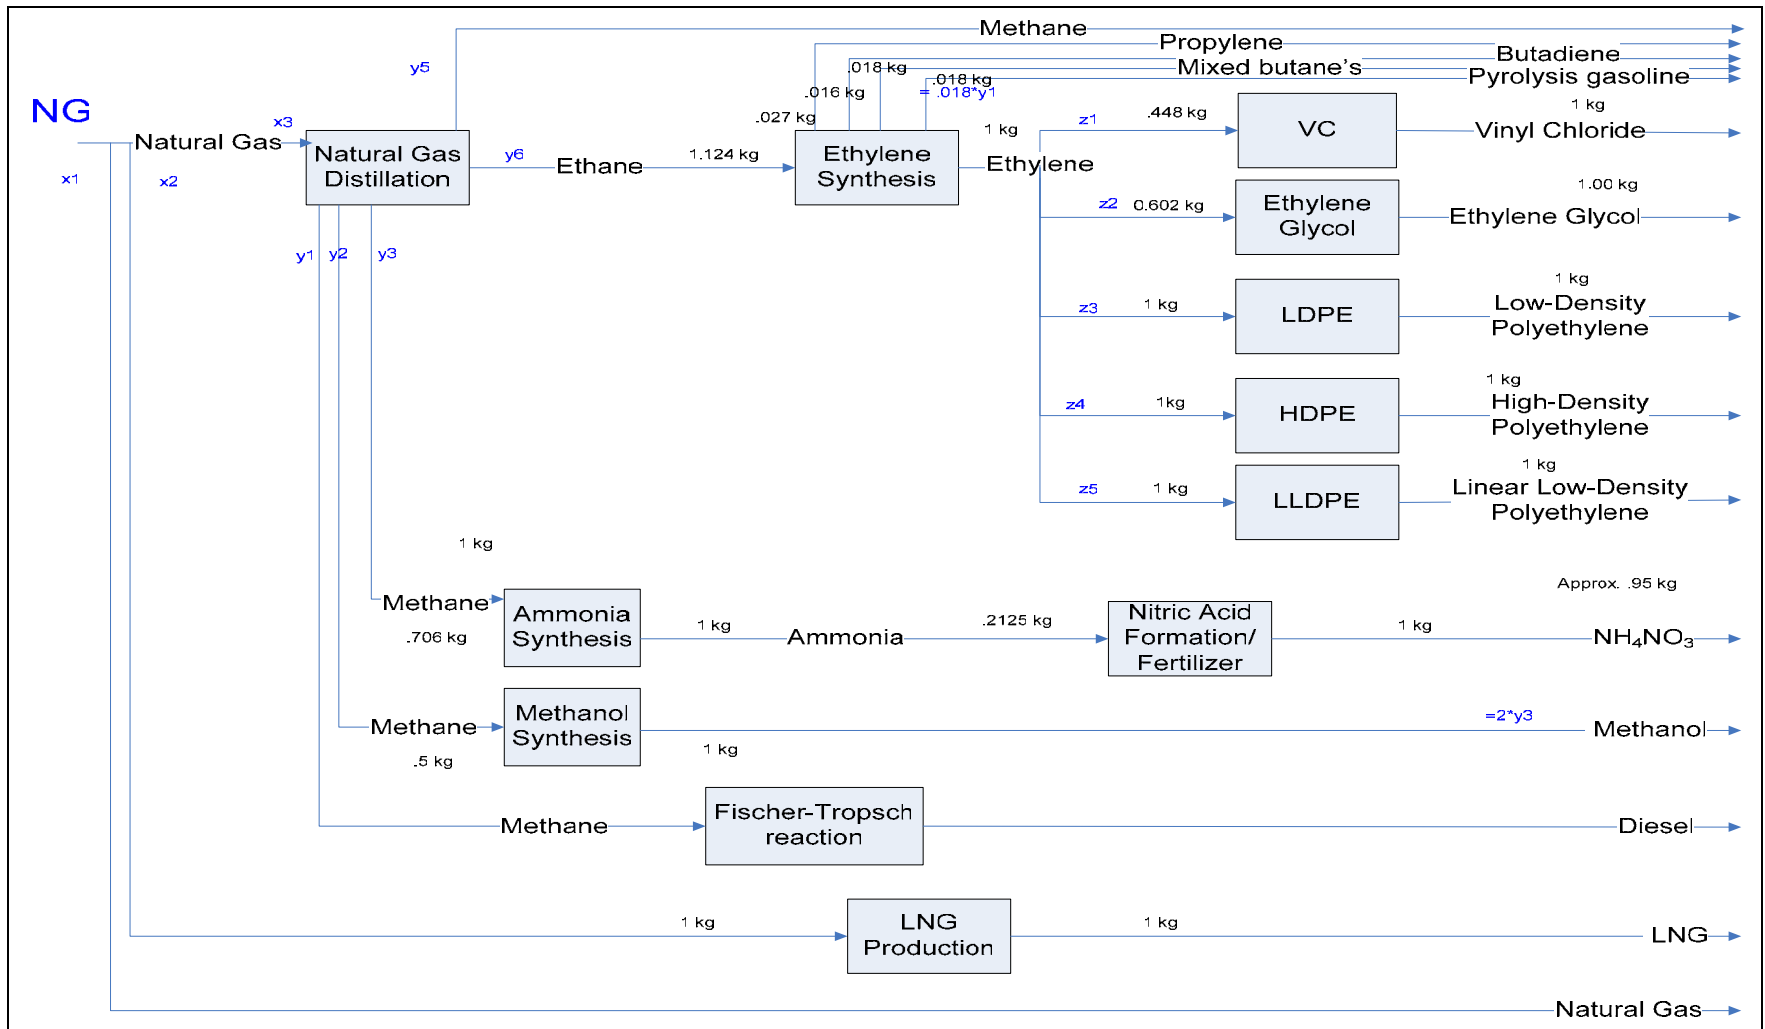 Methane
Propylene
Butadiene
.018 kg
Mixed butane's
y5
.018 kg
Pyrolysis gasoline
.016 kg
= .018*y1
NG
.027 kg
1 kg
z1
.448 kg
VC
1 kg
Vinyl Chloride
x3
Natural Gas
Natural Gas
Distillation
y6
Ethane
1.124 kg
Ethylene
Synthesis
Ethylene
x1
x2
z2
0.602 kg
Ethylene
Glycol
1.00 kg
Ethylene Glycol
y1
y2
y3
z3
1 kg
LDPE
1 kg
Low-Density
Polyethylene
z4
1kg
HDPE
1 kg
High-Density
Polyethylene
z5
1 kg
LLDPE
1 kg
Linear Low-Density
Polyethylene
1 kg
Methane
.706 kg
Ammonia
Synthesis
1 kg
Ammonia
.2125 kg
Nitric Acid
Formation/
Fertilizer
1 kg
Approx. .95 kg
NH4NO3
Methane
.5 kg
Methanol
Synthesis
1 kg
=2*y3
Methanol
Methane
Fischer-Tropsch
reaction
Diesel
1 kg
LNG
Production
1 kg
LNG
Natural Gas